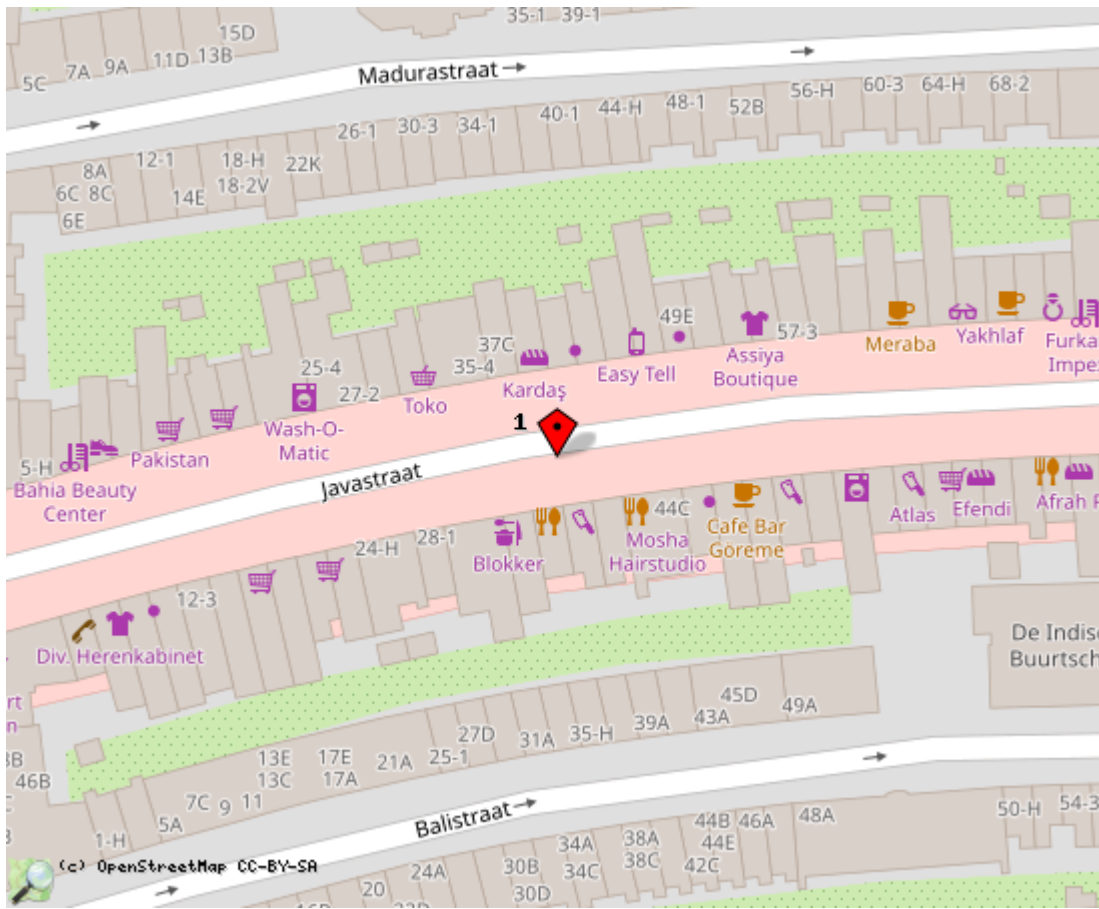 35-1 39-1
15D
5C 7A 9A 11D 13B
Madurastraat
26-1 30-3 34-1 40-1 44-H 48-1 52B 56-H 60-3 64-H 68-2
8A 12-1 18-H 22K
6C 8C 14E 18-2V
6E
37C 49E 57-3
25-4 27-2 35-4
Meraba
Yakhlaf
Assiya
Boutique
Easy Tell
Kardaş
Toko
Wash-O-
Matic
Pakistan
5-H
Bahia Beauty
Center
1
Javastraat
24-H 28-1 44C
Blokker
Mosha
Hairstudio
Cafe Bar
Göreme
Atlas
Efendi
Afrah
12-3
Div. Herenkabinet
De Indis
Buurtsch
46B
13E 17E 21A 25-1 27D 31A 35-H 39A 43A 45D 49A
13C 17A
7C 9 11
5A
1-H
Balistraat
24A 30B 34A 38A 44B 46A 48A 50-H 54-3
20 30D 34C 38C 42C 44E
(c) OpenStreetMap CC-BY-SA